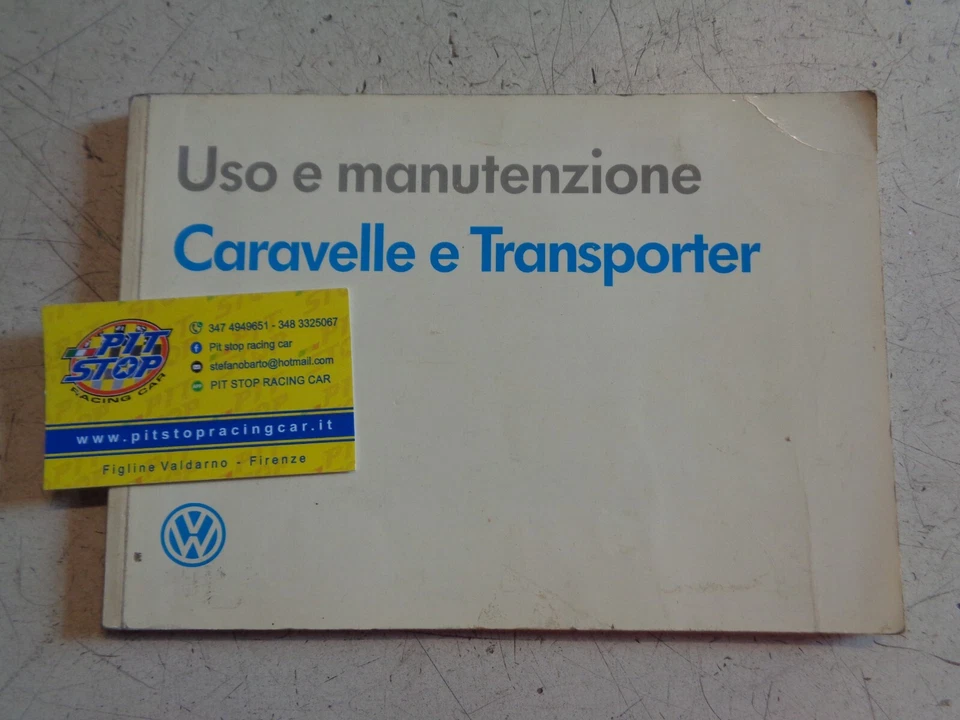 Uso e manutenzione
Caravelle e Transporter
PIT
STOP
RACING CAR
347 4949651 - 348 3325067
Pit stop racing car
stefanobarto@hotmail.com
PIT STOP RACING CAR
www.pitstopracingcar.it
Figline Valdarno - Firenze
VW